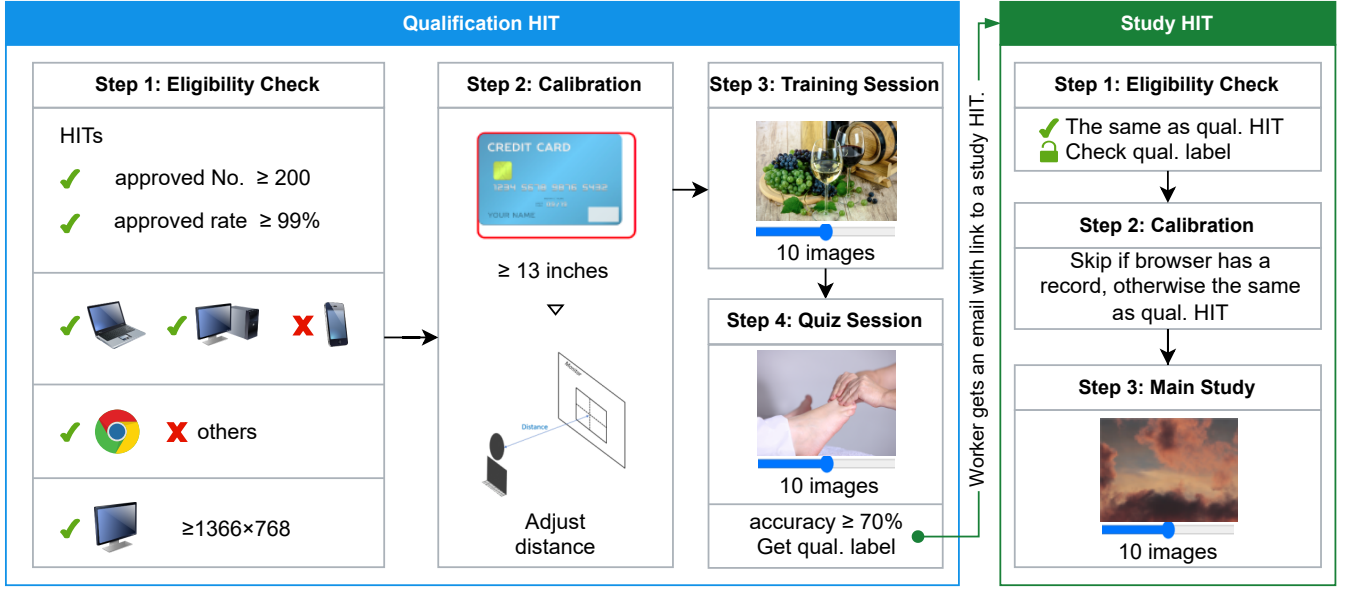 Qualification HIT
Step 1: Eligibility Check
HITs
approved No. ≥ 200
approved rate ≥ 99%
others
≥1366×768
Step 2: Calibration
CREDIT CARD
YOUR NAME
≥ 13 inches
Monitor
Distance
Adjust
distance
Step 3: Training Session
10 images
Step 4: Quiz Session
10 images
accuracy ≥ 70%
Get qual. label
Worker gets an email with link to a study HIT.
Study HIT
Step 1: Eligibility Check
The same as qual. HIT
Check qual. label
Step 2: Calibration
Skip if browser has a
record, otherwise the same
as qual. HIT
Step 3: Main Study
10 images